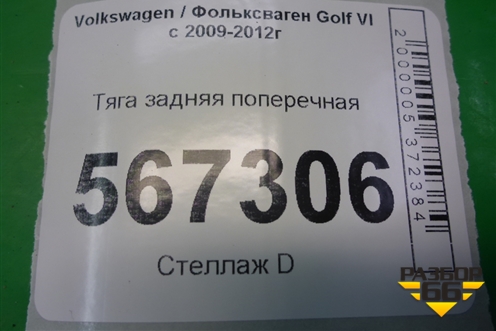 Volkswagen / Фольксваген Golf VI
с 2009-2012г
Тяга задняя поперечная
567306
Стеллаж D
2000005372384
РАЗБОР
66